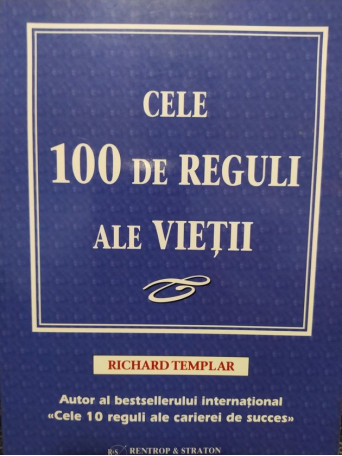 CELE
100 DE REGULI
ALE VIEȚII
RICHARD TEMPLAR
Autor al bestsellerului internațional
«Cele 10 reguli ale carierei de succes»
R&S RENTROP & STRATON